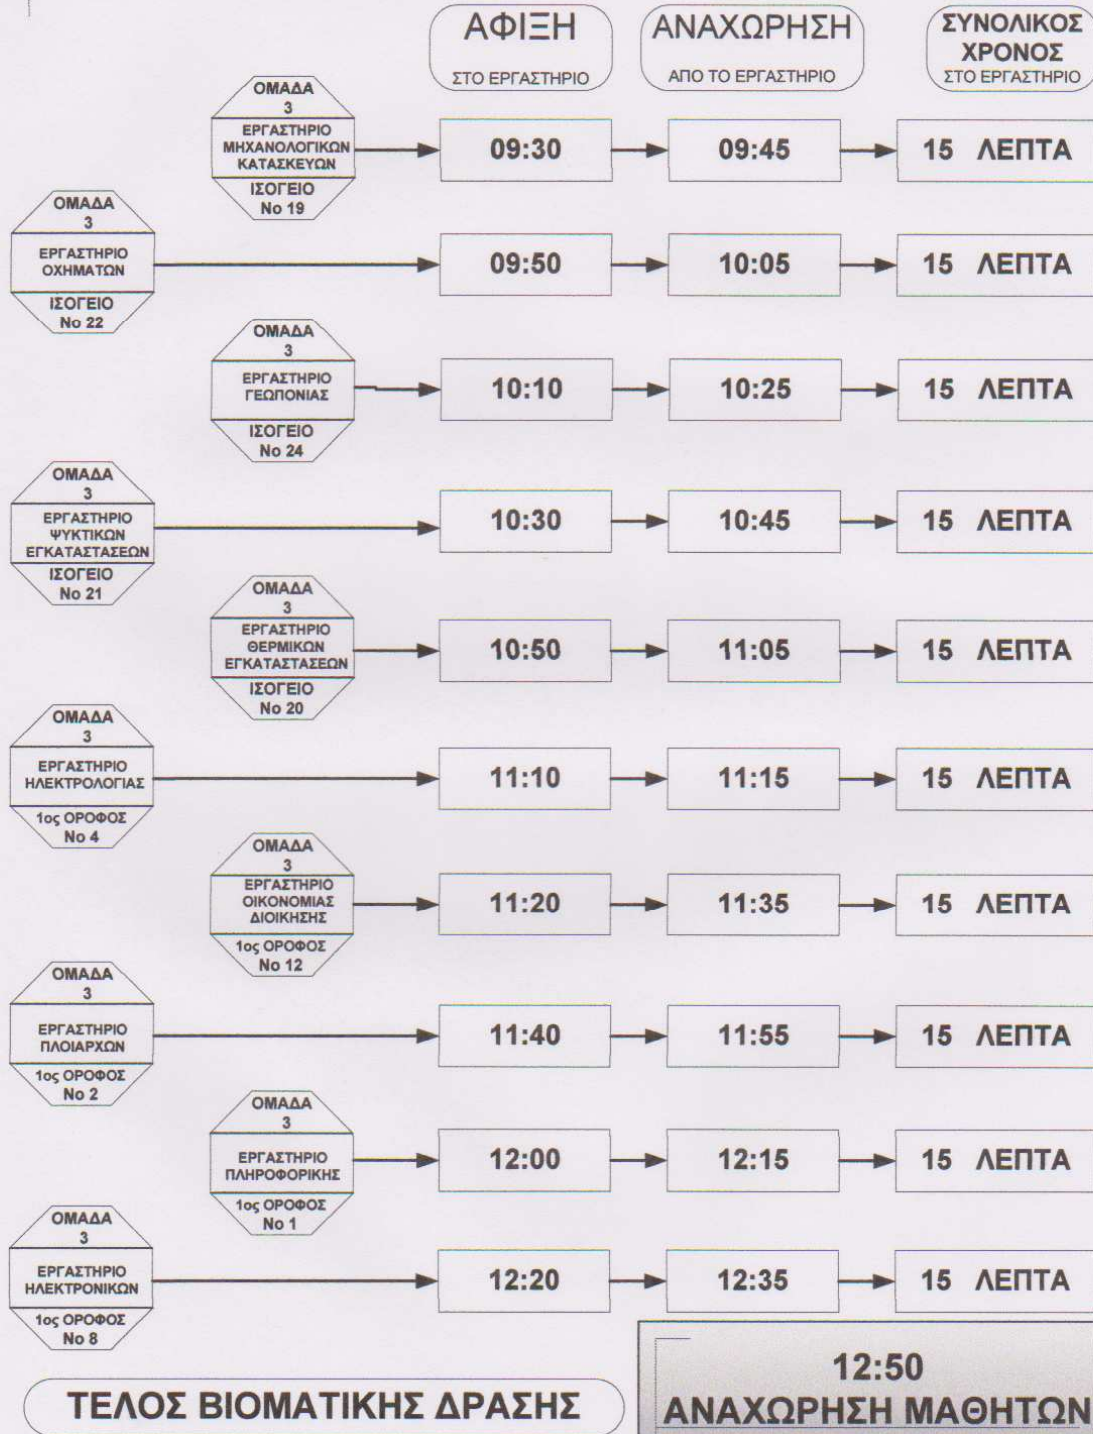 ΑΦΙΞΗ
ΣΤΟ ΕΡΓΑΣΤΗΡΙΟ
ΑΝΑΧΩΡΗΣΗ
ΑΠΟ ΤΟ ΕΡΓΑΣΤΗΡΙΟ
ΣΥΝΟΛΙΚΟΣ
ΧΡΟΝΟΣ
ΣΤΟ ΕΡΓΑΣΤΗΡΙΟ
ΟΜΑΔΑ
3
ΕΡΓΑΣΤΗΡΙΟ
ΜΗΧΑΝΟΛΟΓΙΚΩΝ
ΚΑΤΑΣΚΕΥΩΝ
ΙΣΟΓΕΙΟ
Νο 19
09:30
09:45
15 ΛΕΠΤΑ
ΟΜΑΔΑ
3
ΕΡΓΑΣΤΗΡΙΟ
ΟΧΗΜΑΤΩΝ
ΙΣΟΓΕΙΟ
Νο 22
09:50
10:05
15 ΛΕΠΤΑ
ΟΜΑΔΑ
3
ΕΡΓΑΣΤΗΡΙΟ
ΓΕΩΠΟΝΙΑΣ
ΙΣΟΓΕΙΟ
Νο 24
10:10
10:25
15 ΛΕΠΤΑ
ΟΜΑΔΑ
3
ΕΡΓΑΣΤΗΡΙΟ
ΨΥΚΤΙΚΩΝ
ΕΓΚΑΤΑΣΤΑΣΕΩΝ
ΙΣΟΓΕΙΟ
Νο 21
10:30
10:45
15 ΛΕΠΤΑ
ΟΜΑΔΑ
3
ΕΡΓΑΣΤΗΡΙΟ
ΘΕΡΜΙΚΩΝ
ΕΓΚΑΤΑΣΤΑΣΕΩΝ
ΙΣΟΓΕΙΟ
Νο 20
10:50
11:05
15 ΛΕΠΤΑ
ΟΜΑΔΑ
3
ΕΡΓΑΣΤΗΡΙΟ
ΗΛΕΚΤΡΟΛΟΓΙΑΣ
1ος ΟΡΟΦΟΣ
Νο 4
11:10
11:15
15 ΛΕΠΤΑ
ΟΜΑΔΑ
3
ΕΡΓΑΣΤΗΡΙΟ
ΟΙΚΟΝΟΜΙΑΣ
ΔΙΟΙΚΗΣΗΣ
1ος ΟΡΟΦΟΣ
Νο 12
11:20
11:35
15 ΛΕΠΤΑ
ΟΜΑΔΑ
3
ΕΡΓΑΣΤΗΡΙΟ
ΠΛΟΙΑΡΧΩΝ
1ος ΟΡΟΦΟΣ
Νο 2
11:40
11:55
15 ΛΕΠΤΑ
ΟΜΑΔΑ
3
ΕΡΓΑΣΤΗΡΙΟ
ΠΛΗΡΟΦΟΡΙΚΗΣ
1ος ΟΡΟΦΟΣ
Νο 1
12:00
12:15
15 ΛΕΠΤΑ
ΟΜΑΔΑ
3
ΕΡΓΑΣΤΗΡΙΟ
ΗΛΕΚΤΡΟΝΙΚΩΝ
1ος ΟΡΟΦΟΣ
Νο 8
12:20
12:35
15 ΛΕΠΤΑ
ΤΕΛΟΣ ΒΙΟΜΑΤΙΚΗΣ ΔΡΑΣΗΣ
12:50
ΑΝΑΧΩΡΗΣΗ ΜΑΘΗΤΩΝ